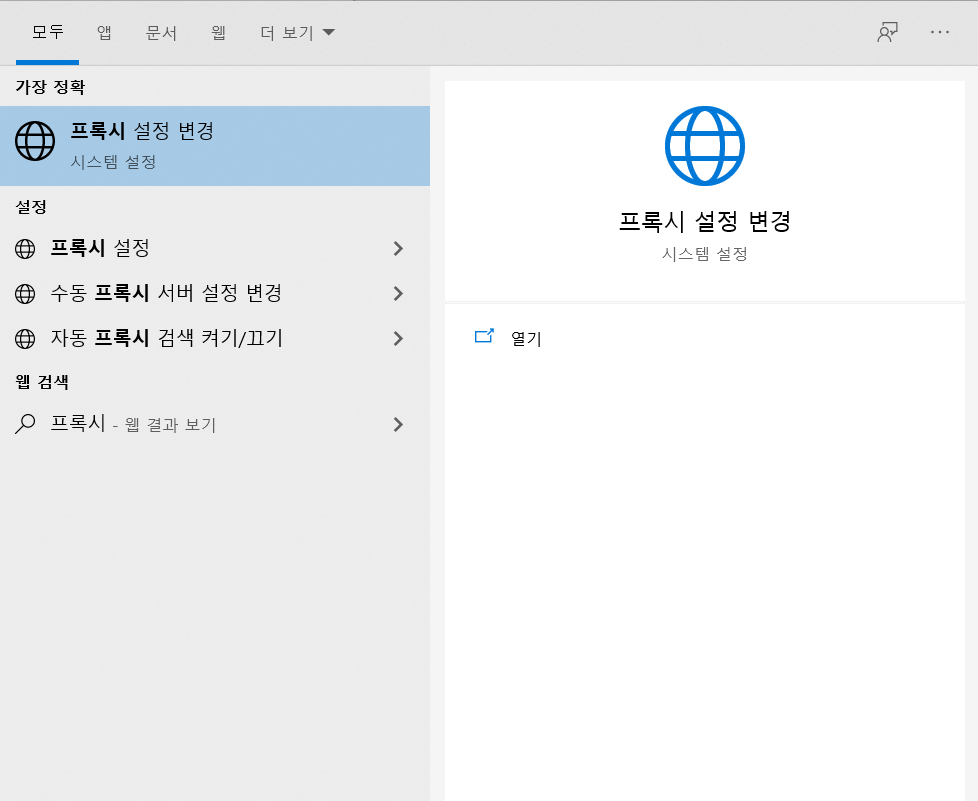 모두 앱 문서 웹 더 보기
가장 정확
프록시 설정 변경
시스템 설정
설정
프록시 설정
수동 프록시 서버 설정 변경
자동 프록시 검색 켜기/끄기
웹 검색
프록시 - 웹 결과 보기
프록시 설정 변경
시스템 설정
열기